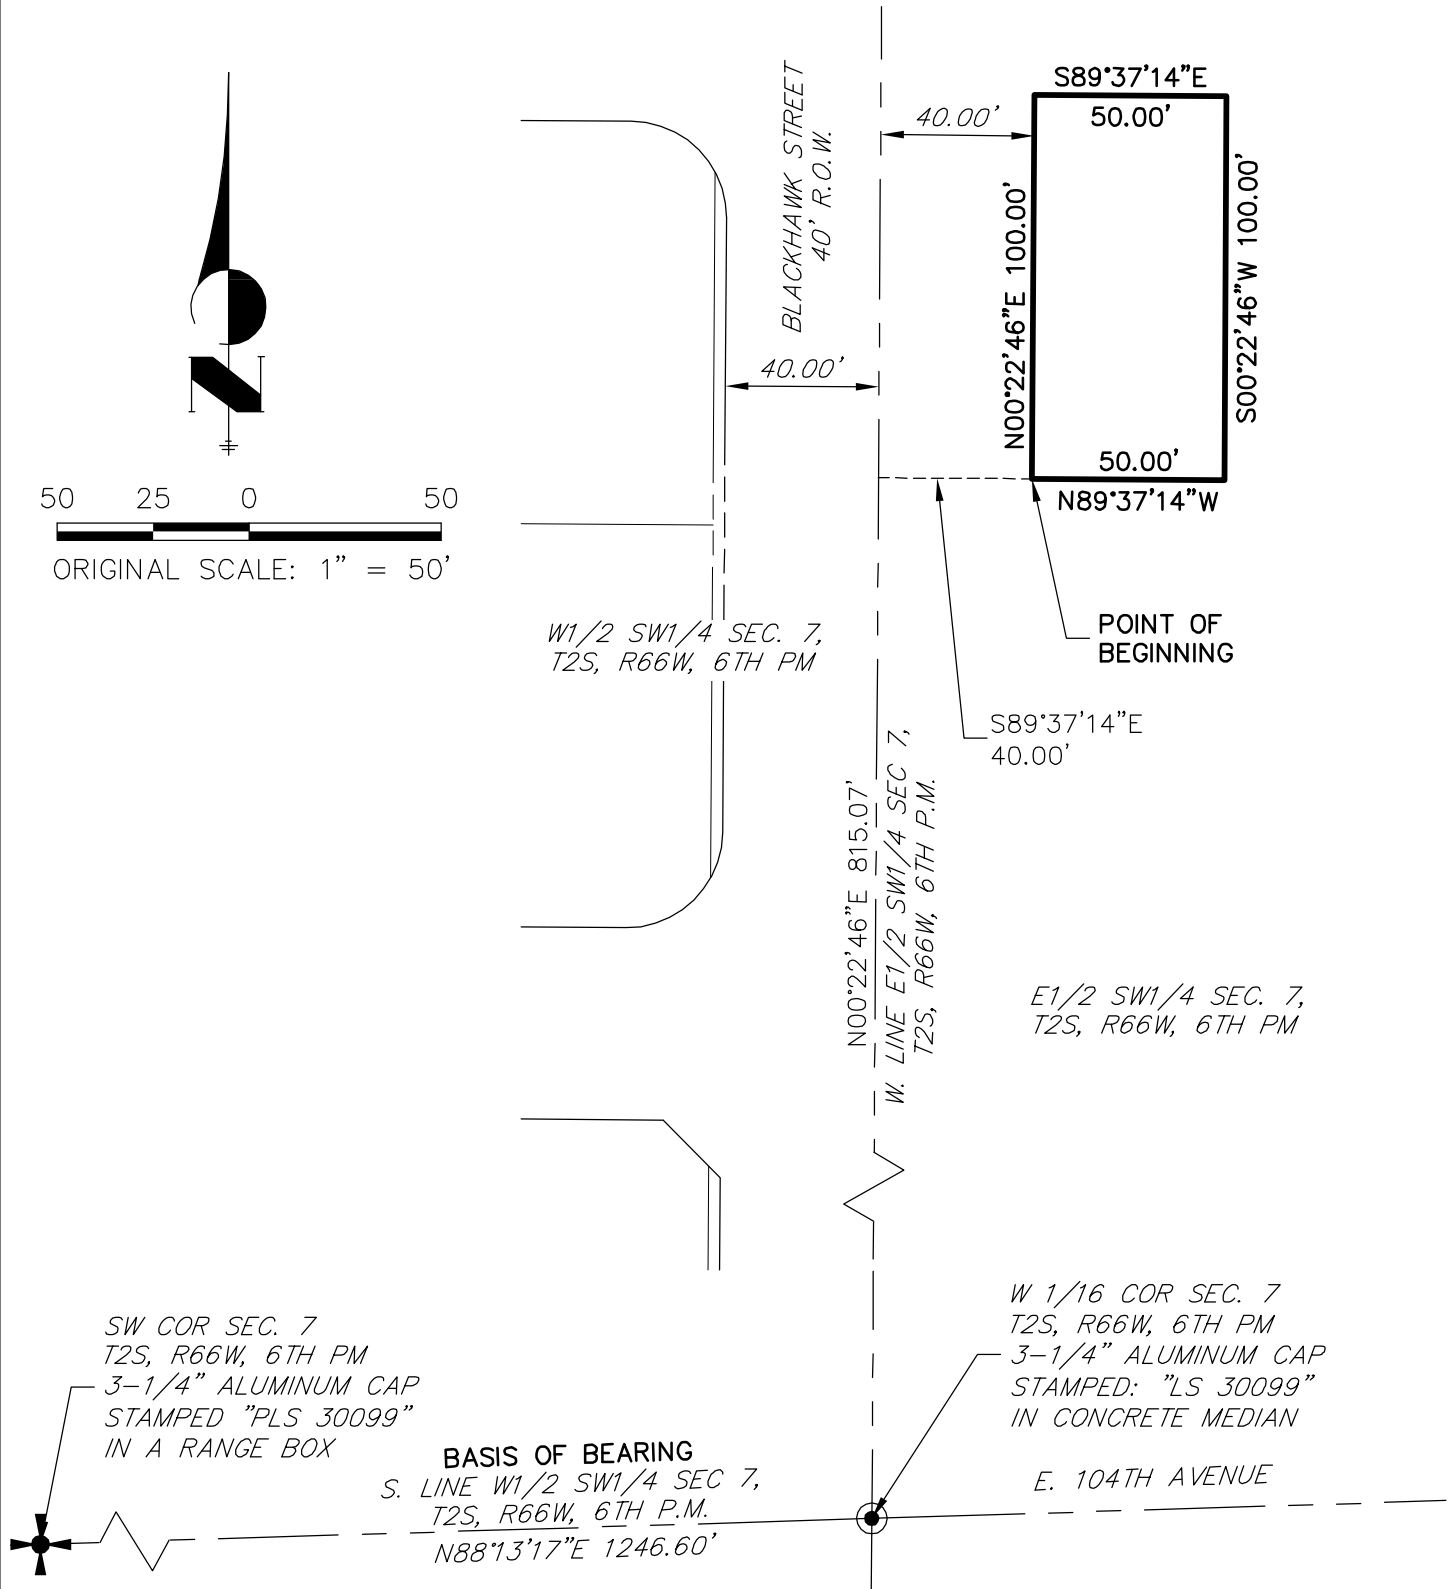 S89°37'14"E
50.00'
40.00'
BLACKHAWK STREET
40' R.O.W.
N00°22'46"E 100.00'
S00°22'46"W 100.00'
40.00'
50.00'
N89°37'14"W
N
50 25 0 50
ORIGINAL SCALE: 1" = 50'
W1/2 SW1/4 SEC. 7,
T2S, R66W, 6TH PM
POINT OF
BEGINNING
S89°37'14"E
40.00'
N00°22'46"E 815.07'
W. LINE E1/2 SW1/4 SEC 7,
T2S, R66W, 6TH P.M.
E1/2 SW1/4 SEC. 7,
T2S, R66W, 6TH PM
SW COR SEC. 7
T2S, R66W, 6TH PM
3-1/4" ALUMINUM CAP
STAMPED "PLS 30099"
IN A RANGE BOX
W 1/16 COR SEC. 7
T2S, R66W, 6TH PM
3-1/4" ALUMINUM CAP
STAMPED: "LS 30099"
IN CONCRETE MEDIAN
BASIS OF BEARING
S. LINE W1/2 SW1/4 SEC 7,
T2S, R66W, 6TH P.M.
N88°13'17"E 1246.60'
E. 104TH AVENUE